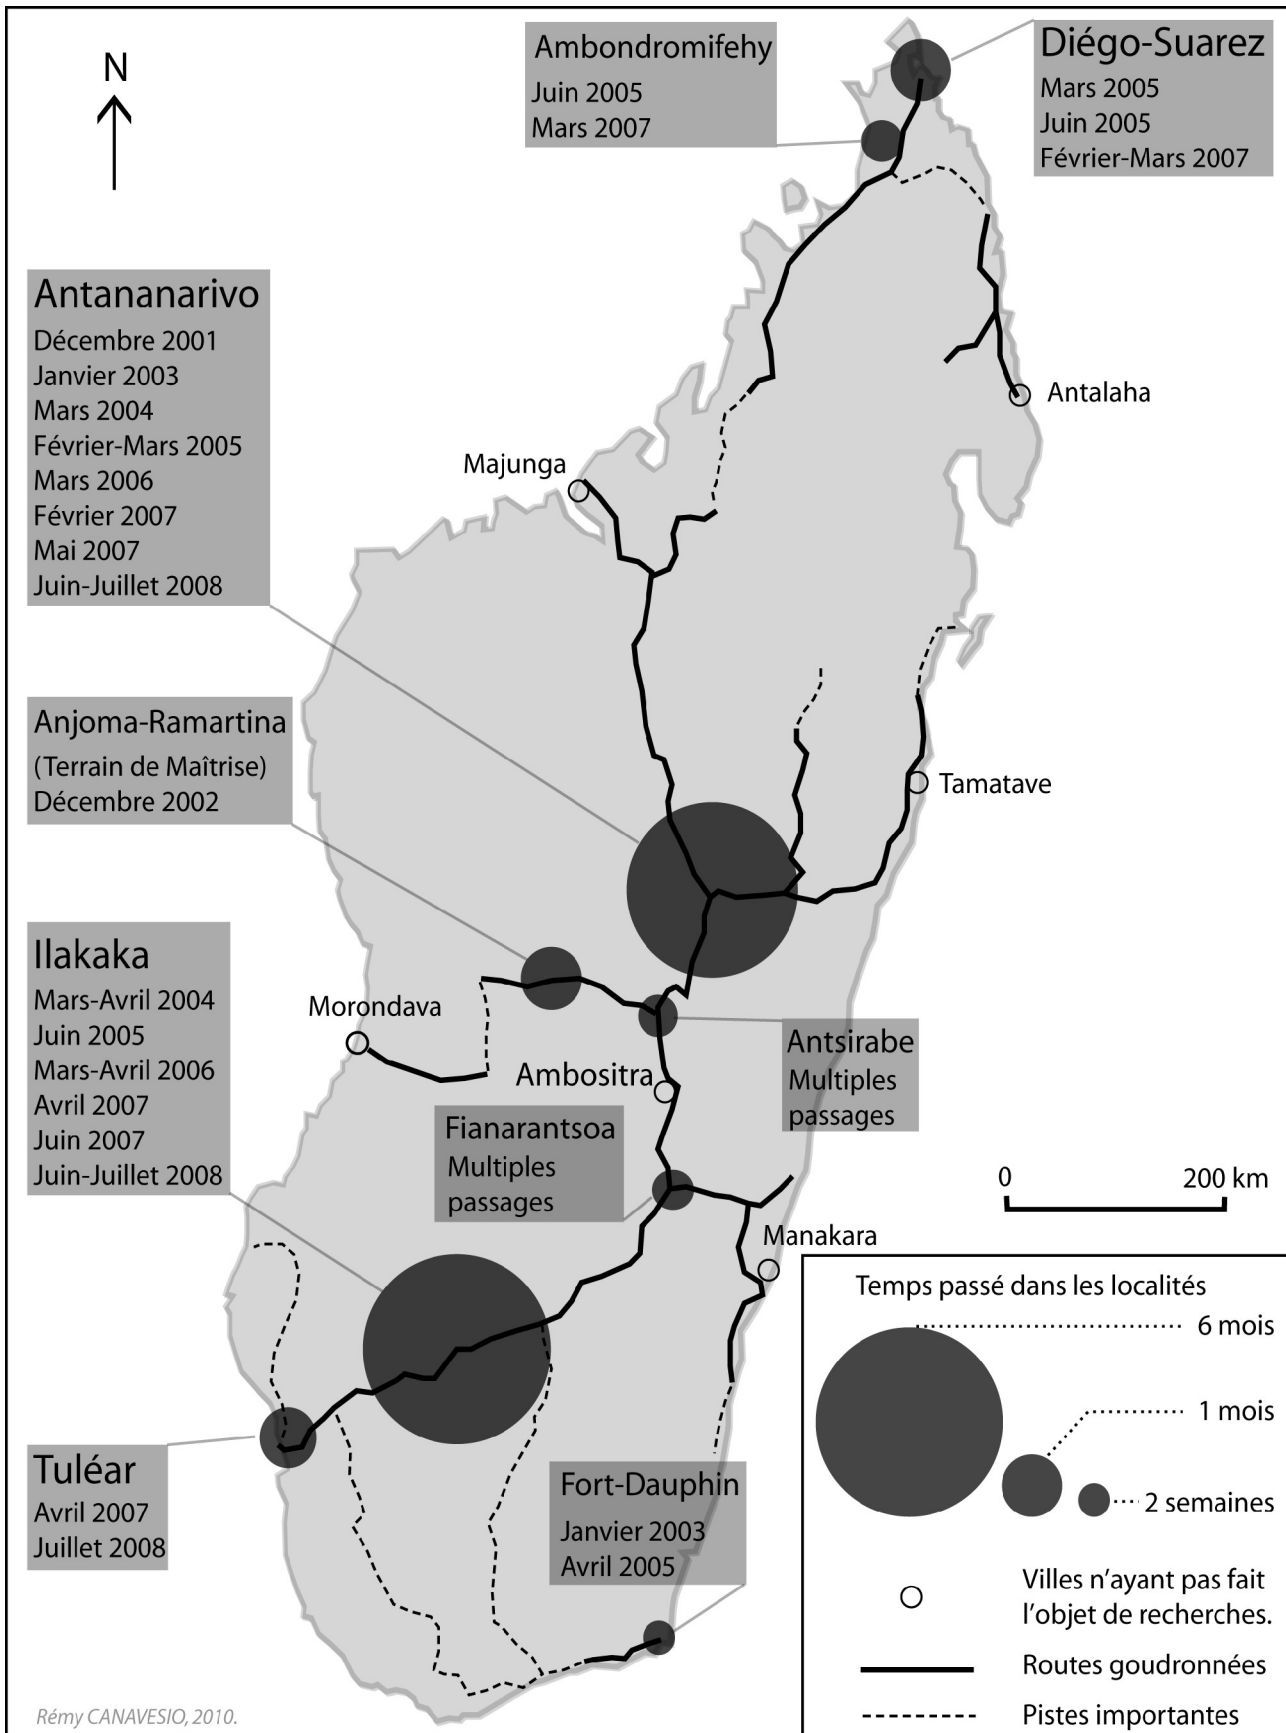 N
Ambondromifehy
Juin 2005
Mars 2007
Diégo-Suarez
Mars 2005
Juin 2005
Février-Mars 2007
Antananarivo
Décembre 2001
Janvier 2003
Mars 2004
Février-Mars 2005
Mars 2006
Février 2007
Mai 2007
Juin-Juillet 2008
Antalaha
Majunga
Anjoma-Ramartina
(Terrain de Maîtrise)
Décembre 2002
Tamatave
Ilakaka
Mars-Avril 2004
Juin 2005
Mars-Avril 2006
Avril 2007
Juin 2007
Juin-Juillet 2008
Morondava
Antsirabe
Multiples
passages
Ambositra
Fianarantsoa
Multiples
passages
0 200 km
Manakara
Tuléar
Avril 2007
Juillet 2008
Fort-Dauphin
Janvier 2003
Avril 2005
Temps passé dans les localités
6 mois
1 mois
2 semaines
Villes n'ayant pas fait
l'objet de recherches.
Routes goudronnées
Pistes importantes
Rémy CANAVESIO, 2010.